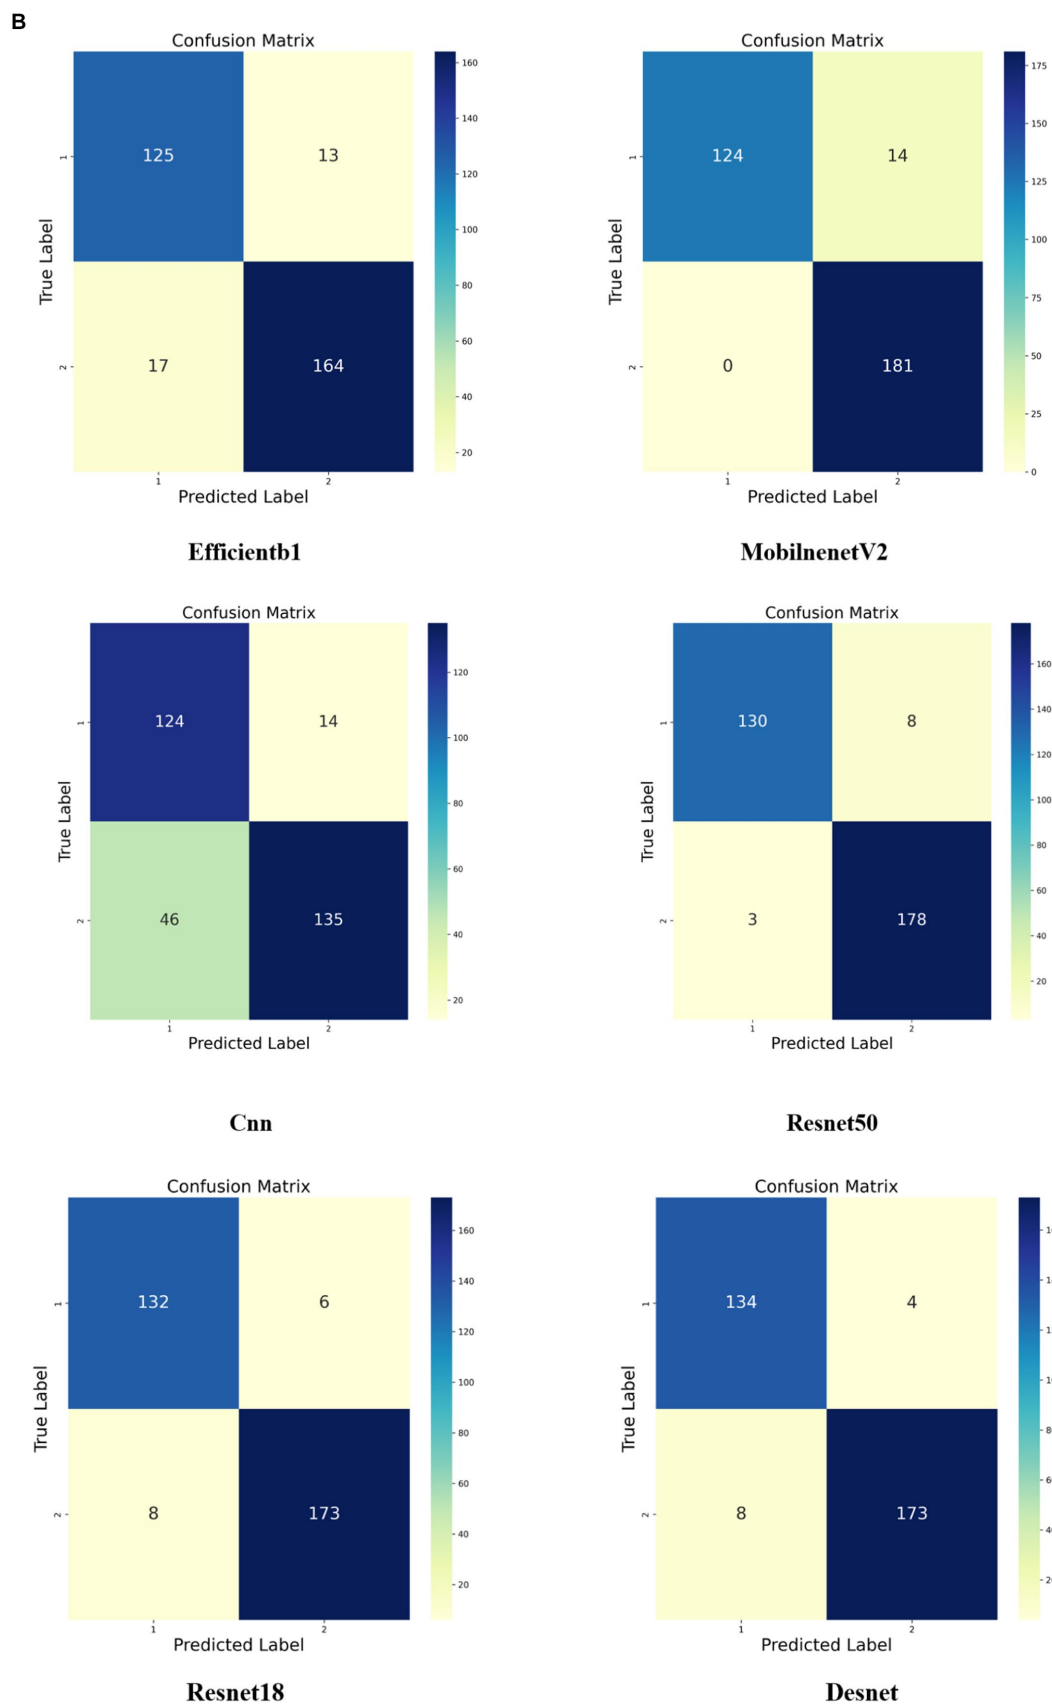 B
Confusion Matrix
125 13
17 164
True Label
1
2
1 2
Predicted Label
160
140
120
100
80
60
40
20
Efficientb1
Confusion Matrix
124 14
0 181
True Label
1
2
1 2
Predicted Label
175
150
125
100
75
50
25
0
MobilnenetV2
Confusion Matrix
124 14
46 135
True Label
1
2
1 2
Predicted Label
120
100
80
60
40
20
Cnn
Confusion Matrix
130 8
3 178
True Label
1
2
1 2
Predicted Label
160
140
120
100
80
60
40
20
Resnet50
Confusion Matrix
132 6
8 173
True Label
1
2
1 2
Predicted Label
160
140
120
100
80
60
40
20
Resnet18
Confusion Matrix
134 4
8 173
True Label
1
2
1 2
Predicted Label
Desnet